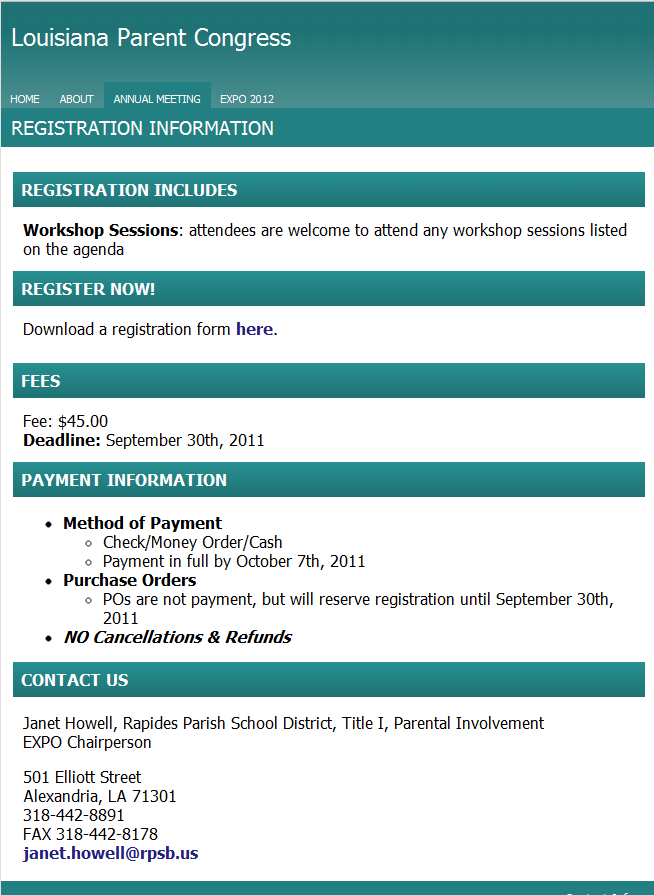 Louisiana Parent Congress
HOME ABOUT ANNUAL MEETING EXPO 2012
REGISTRATION INFORMATION
REGISTRATION INCLUDES
Workshop Sessions: attendees are welcome to attend any workshop sessions listed
on the agenda
REGISTER NOW!
Download a registration form here.
FEES
Fee: $45.00
Deadline: September 30th, 2011
PAYMENT INFORMATION
• Method of Payment
◦ Check/Money Order/Cash
◦ Payment in full by October 7th, 2011
• Purchase Orders
◦ POs are not payment, but will reserve registration until September 30th,
2011
• NO Cancellations & Refunds
CONTACT US
Janet Howell, Rapides Parish School District, Title I, Parental Involvement
EXPO Chairperson
501 Elliott Street
Alexandria, LA 71301
318-442-8891
FAX 318-442-8178
janet.howell@rpsb.us